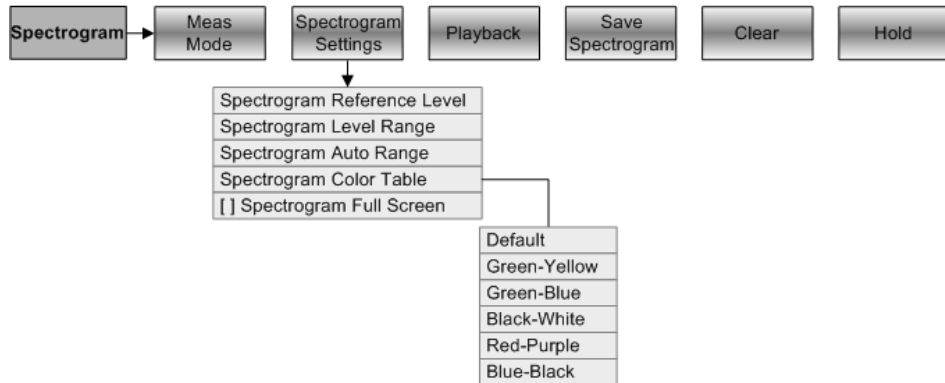 Spectrogram
Meas
Mode
Spectrogram
Settings
Playback
Save
Spectrogram
Clear
Hold
Spectrogram Reference Level
Spectrogram Level Range
Spectrogram Auto Range
Spectrogram Color Table
[ ] Spectrogram Full Screen
Default
Green-Yellow
Green-Blue
Black-White
Red-Purple
Blue-Black